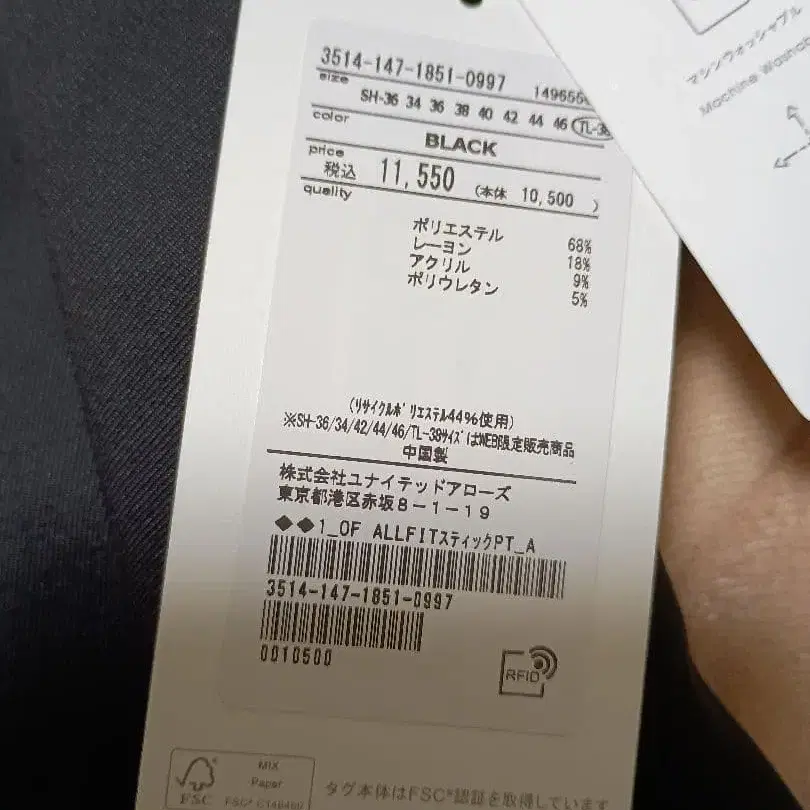 3514-147-1851-0997
size
SH-36 34 36 38 40 42 44 46 TL-38
color
BLACK
price
税込 11,550 (本体 10,500 )
quality
ポリエステル 68%
レーヨン 18%
アクリル 9%
ポリウレタン 5%
(リサイクルポリエステル44%使用)
※SH-36/34/42/44/46/TL-38サイズはWEB限定販売商品
中国製
株式会社ユナイテッドアローズ
東京都港区赤坂8-1-19
◆◆1_OF ALLFITスティックPT_A
3514-147-1851-0997
0010500
RFID
MIX
Paper
FSC
タグ本体はFSC®認証を取得しています
マシンウォッシャブル
Machine